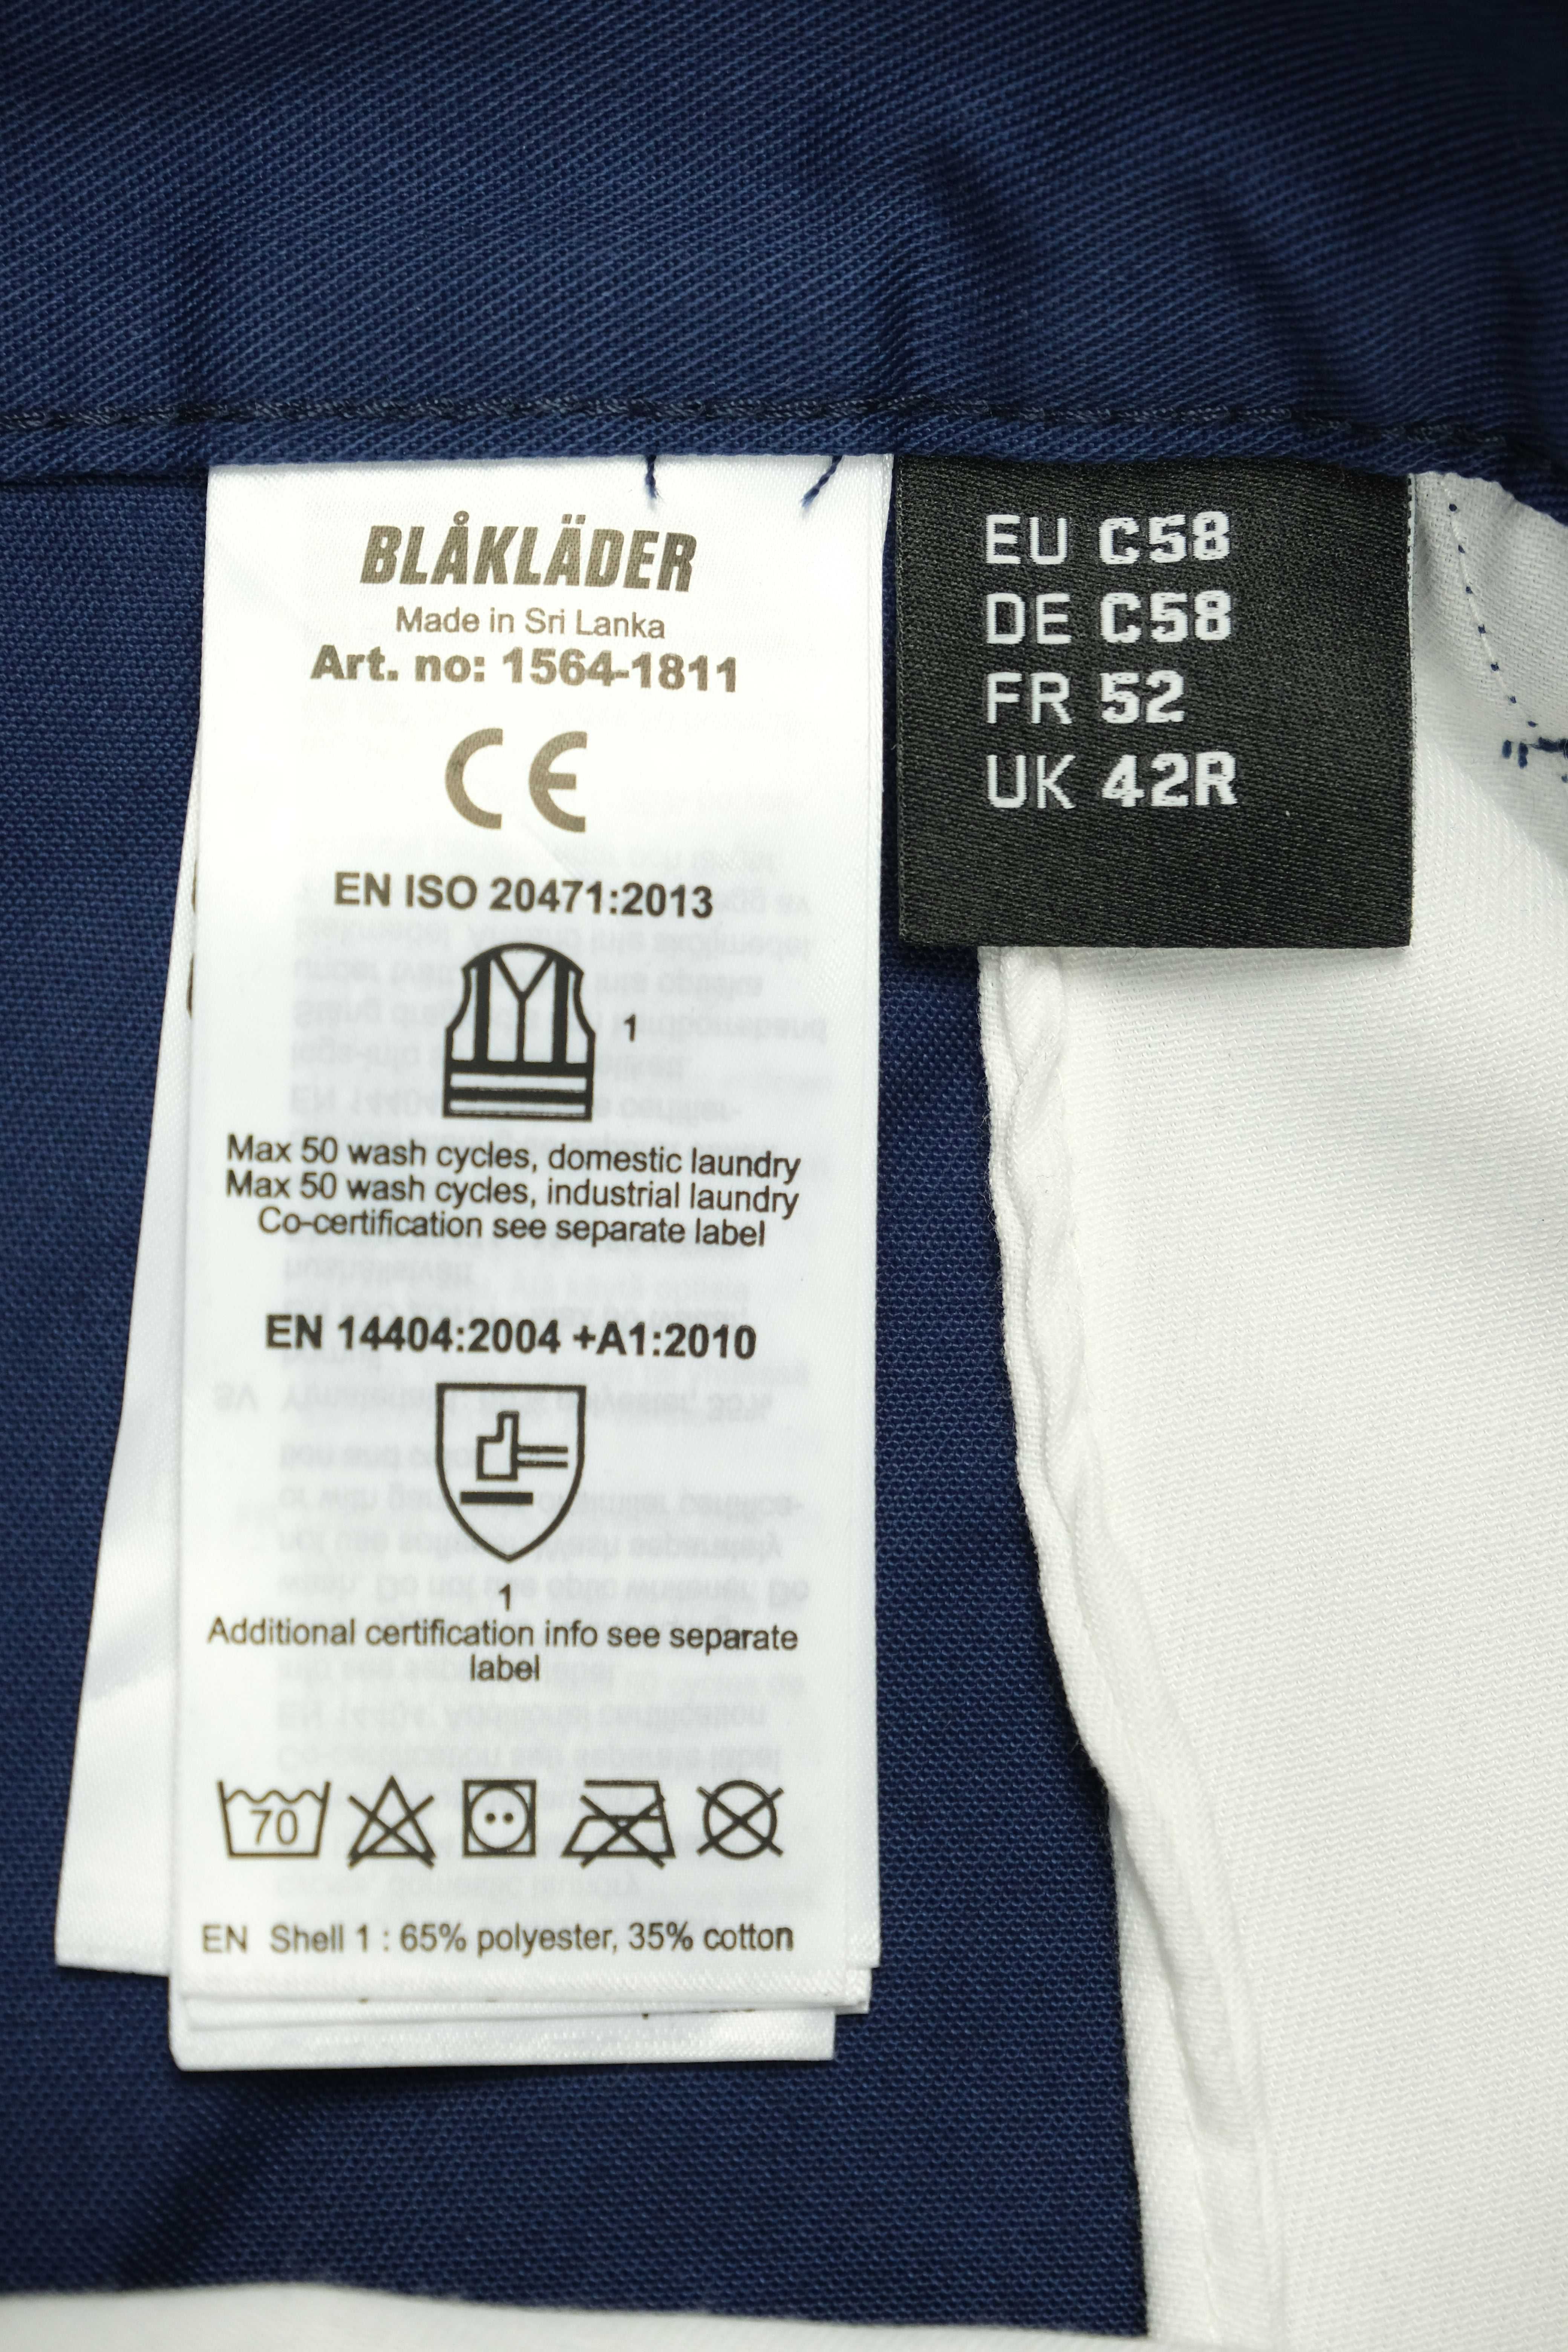 BLÅKLÄDER
Made in Sri Lanka
Art. no: 1564-1811
CE
EN ISO 20471:2013
1
Max 50 wash cycles, domestic laundry
Max 50 wash cycles, industrial laundry
Co-certification see separate label
EN 14404:2004 +A1:2010
1
Additional certification info see separate
label
70
EN Shell 1 : 65% polyester, 35% cotton
EU C58
DE C58
FR 52
UK 42R